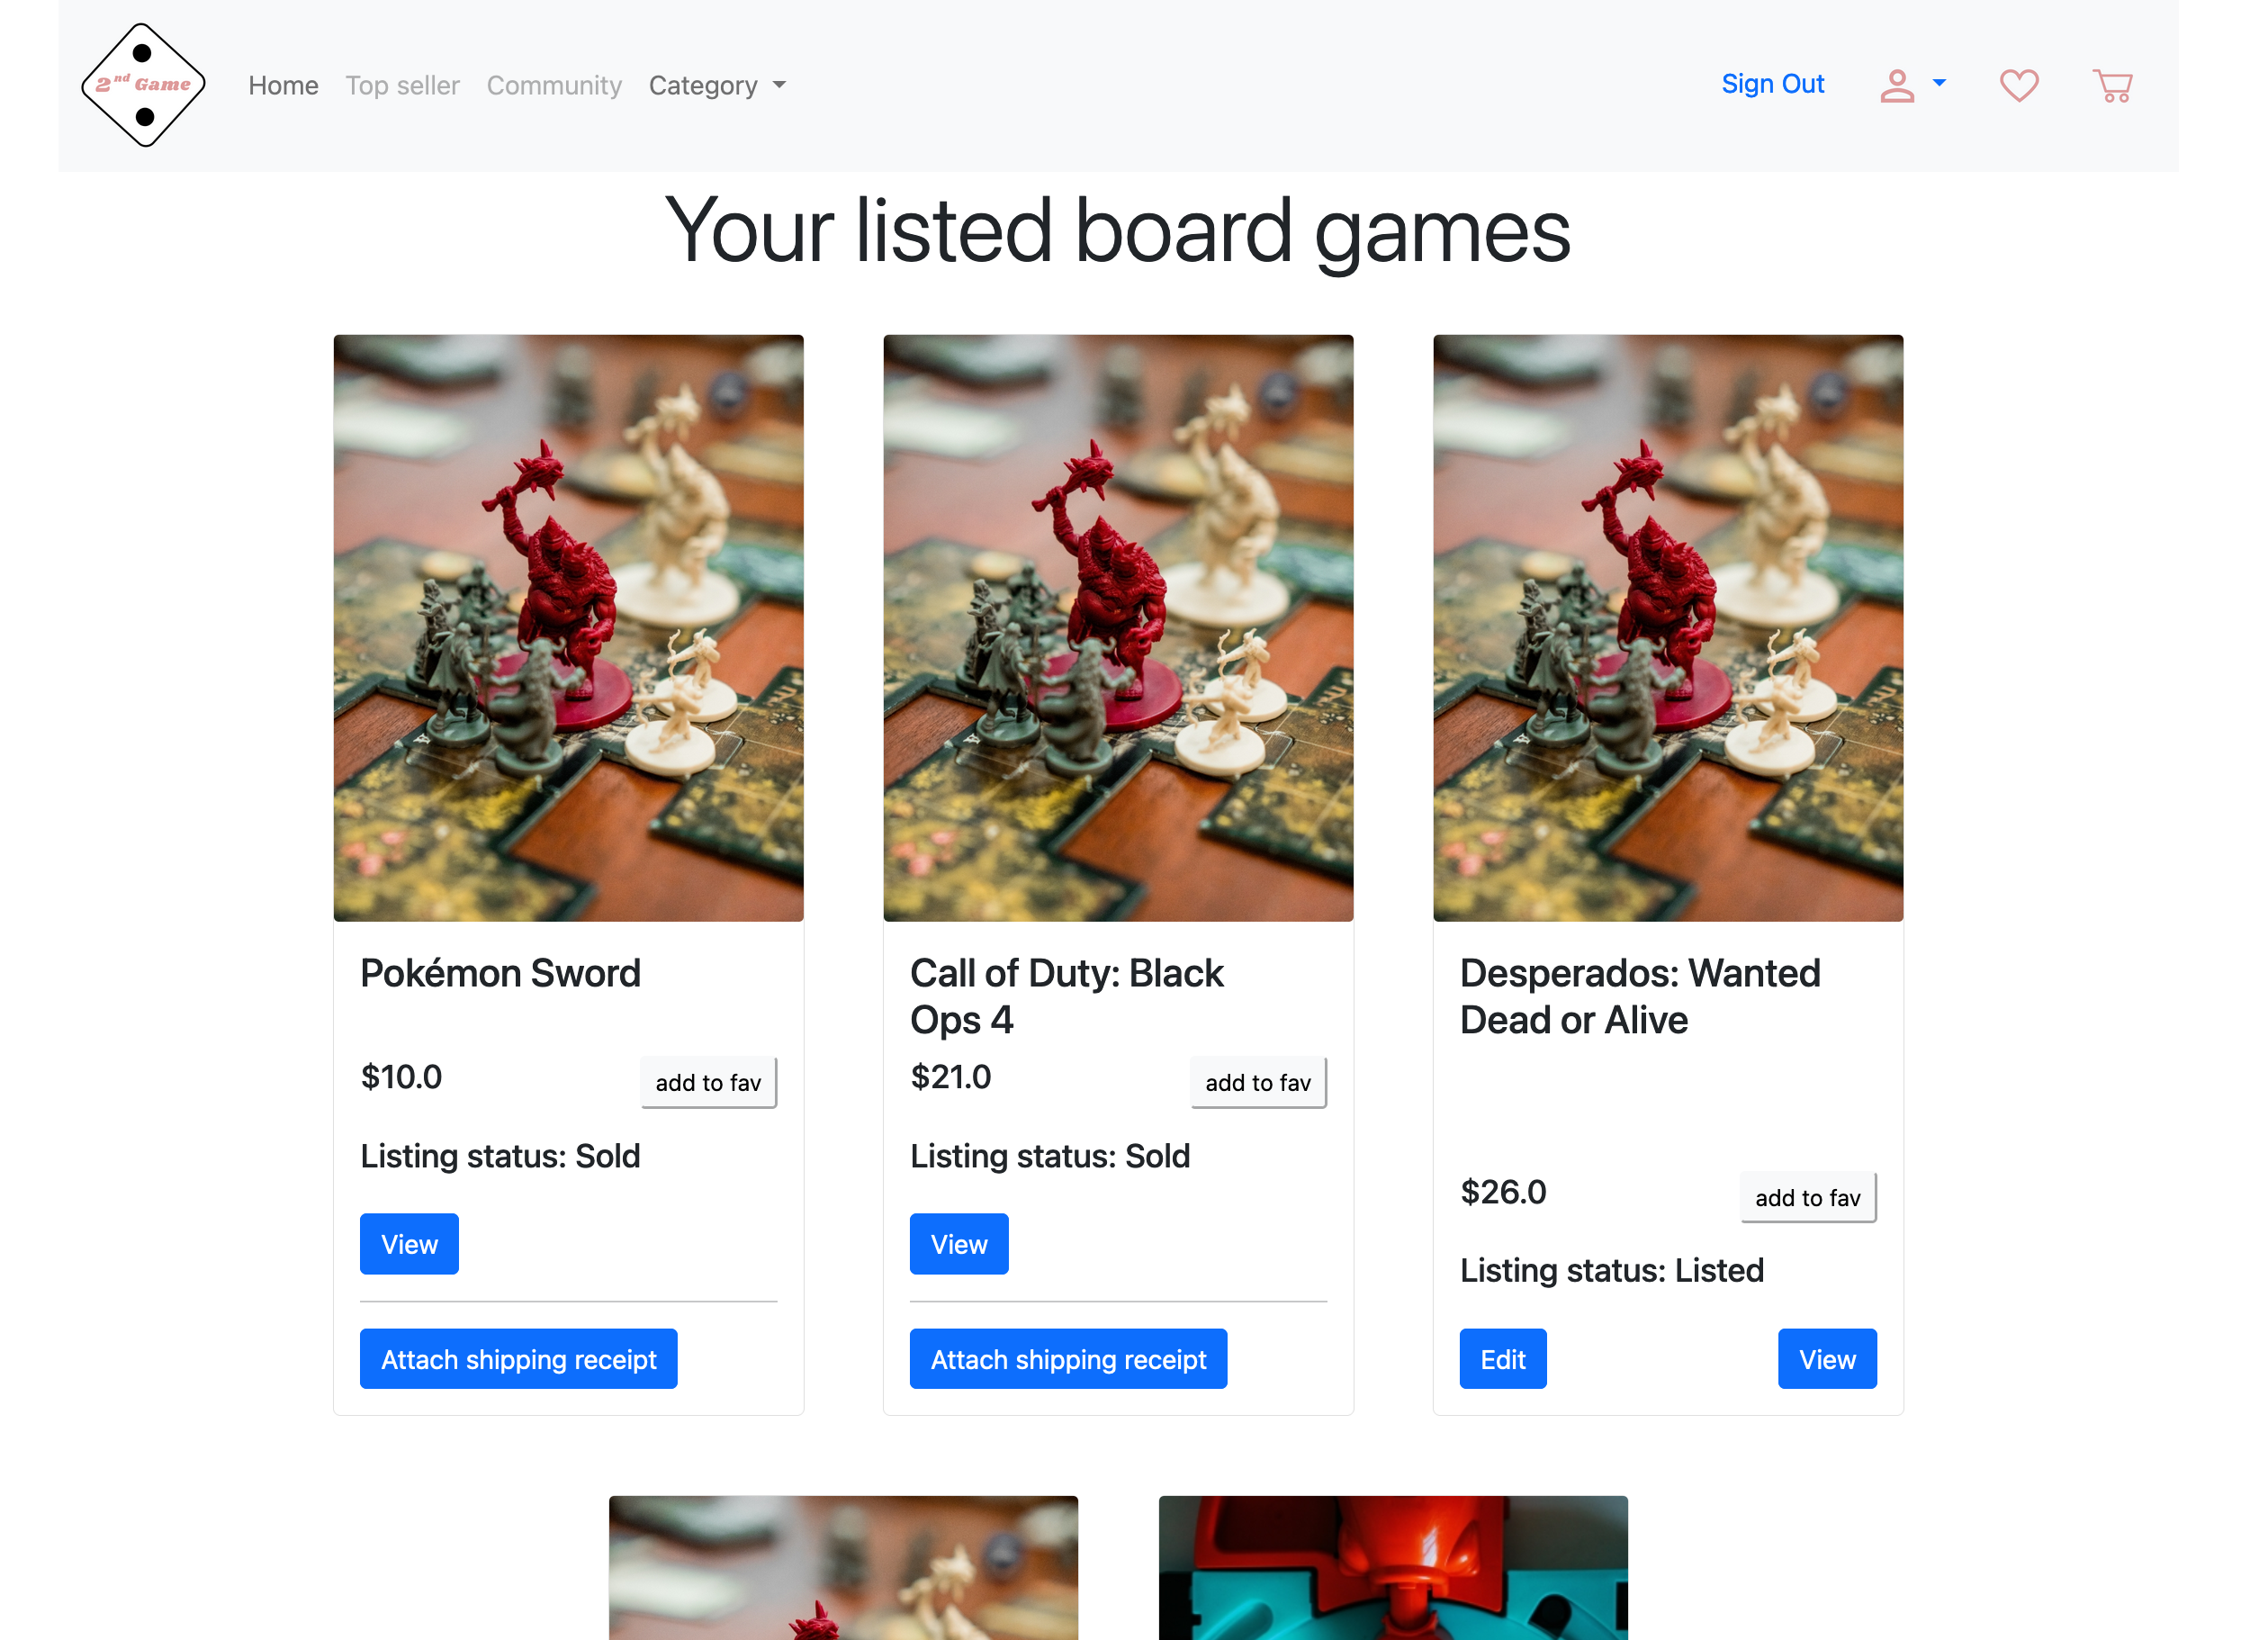 2nd Game
Home Top seller Community Category
Sign Out
Your listed board games
Pokémon Sword
$10.0
add to fav
Listing status: Sold
View
Attach shipping receipt
Call of Duty: Black
Ops 4
$21.0
add to fav
Listing status: Sold
View
Attach shipping receipt
Desperados: Wanted
Dead or Alive
$26.0
add to fav
Listing status: Listed
Edit
View